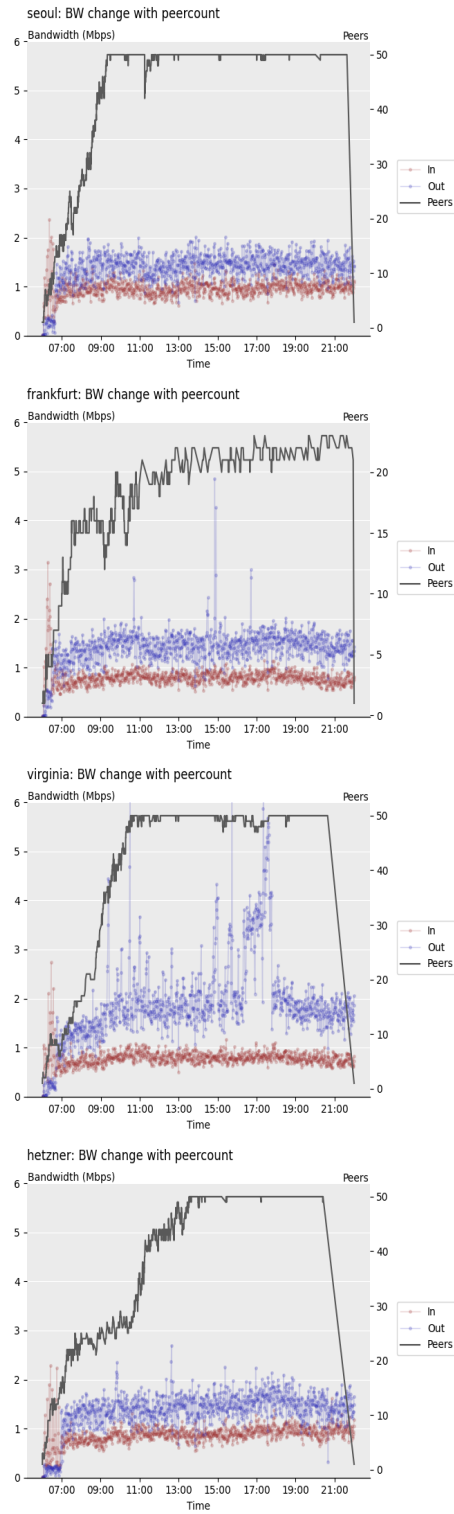 seoul: BW change with peercount
Bandwidth (Mbps) Peers
6
5
4
3
2
1
0
50
40
30
20
10
0
In
Out
Peers
07:00 09:00 11:00 13:00 15:00 17:00 19:00 21:00
Time
frankfurt: BW change with peercount
Bandwidth (Mbps) Peers
6
5
4
3
2
1
0
20
15
10
5
0
In
Out
Peers
07:00 09:00 11:00 13:00 15:00 17:00 19:00 21:00
Time
virginia: BW change with peercount
Bandwidth (Mbps) Peers
6
5
4
3
2
1
0
50
40
30
20
10
0
In
Out
Peers
07:00 09:00 11:00 13:00 15:00 17:00 19:00 21:00
Time
hetzner: BW change with peercount
Bandwidth (Mbps) Peers
6
5
4
3
2
1
0
50
40
30
20
10
0
In
Out
Peers
07:00 09:00 11:00 13:00 15:00 17:00 19:00 21:00
Time